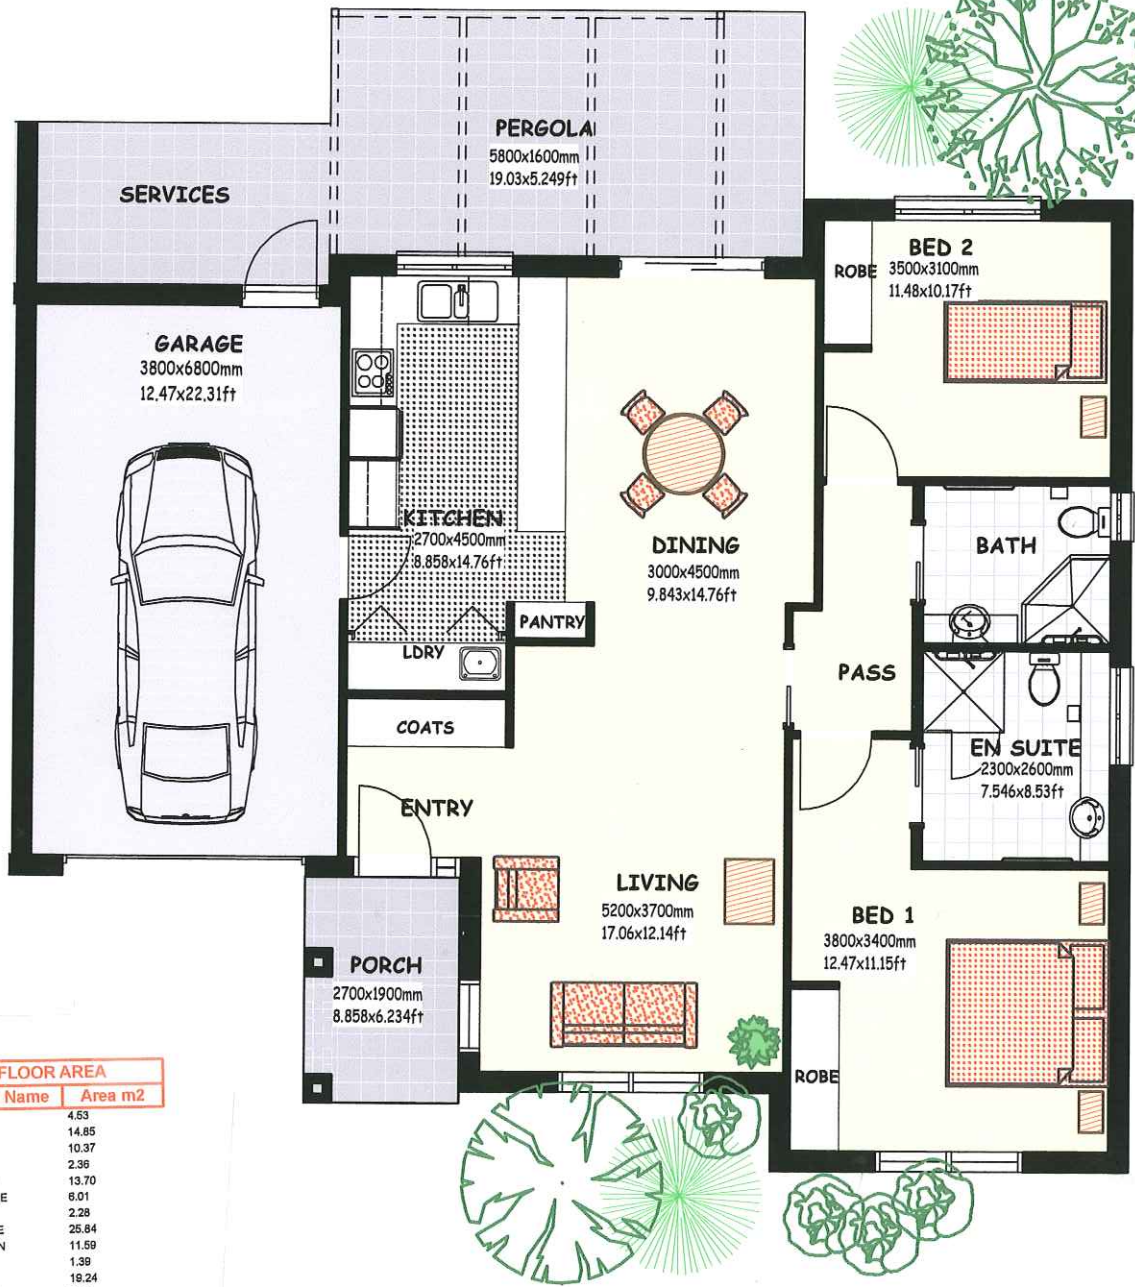 PERGOLA
5800x1600mm
19.03x5.249ft
SERVICES
BED 2
3500x3100mm
11.48x10.17ft
ROBE
GARAGE
3800x6800mm
12.47x22.31ft
KITCHEN
2700x4500mm
8.858x14.76ft
DINING
3000x4500mm
9.843x14.76ft
BATH
PANTRY
LDRY
PASS
COATS
EN SUITE
2300x2600mm
7.546x8.53ft
ENTRY
LIVING
5200x3700mm
17.06x12.14ft
BED 1
3800x3400mm
12.47x11.15ft
PORCH
2700x1900mm
8.858x6.234ft
ROBE
FLOOR AREA
Name Area m2
4.53
14.85
10.37
2.36
13.70
E 6.01
2.28
E 25.84
N 11.59
1.39
19.24